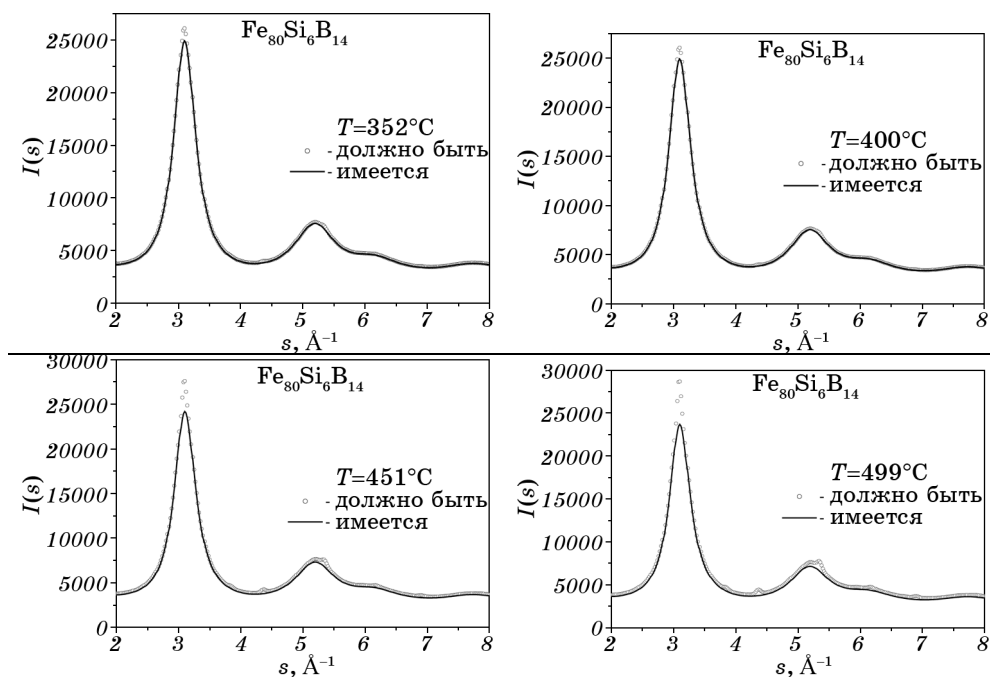 Fe₈₀Si₆B₁₄
25000
20000
15000
10000
5000
0
I(s)
T=352°C
- должно быть
- имеется
2 3 4 5 6 7 8
s, Å⁻¹
Fe₈₀Si₆B₁₄
25000
20000
15000
10000
5000
0
I(s)
T=400°C
- должно быть
- имеется
2 3 4 5 6 7 8
s, Å⁻¹
Fe₈₀Si₆B₁₄
30000
25000
20000
15000
10000
5000
0
I(s)
T=451°C
- должно быть
- имеется
2 3 4 5 6 7 8
s, Å⁻¹
Fe₈₀Si₆B₁₄
30000
25000
20000
15000
10000
5000
0
I(s)
T=499°C
- должно быть
- имеется
2 3 4 5 6 7 8
s, Å⁻¹